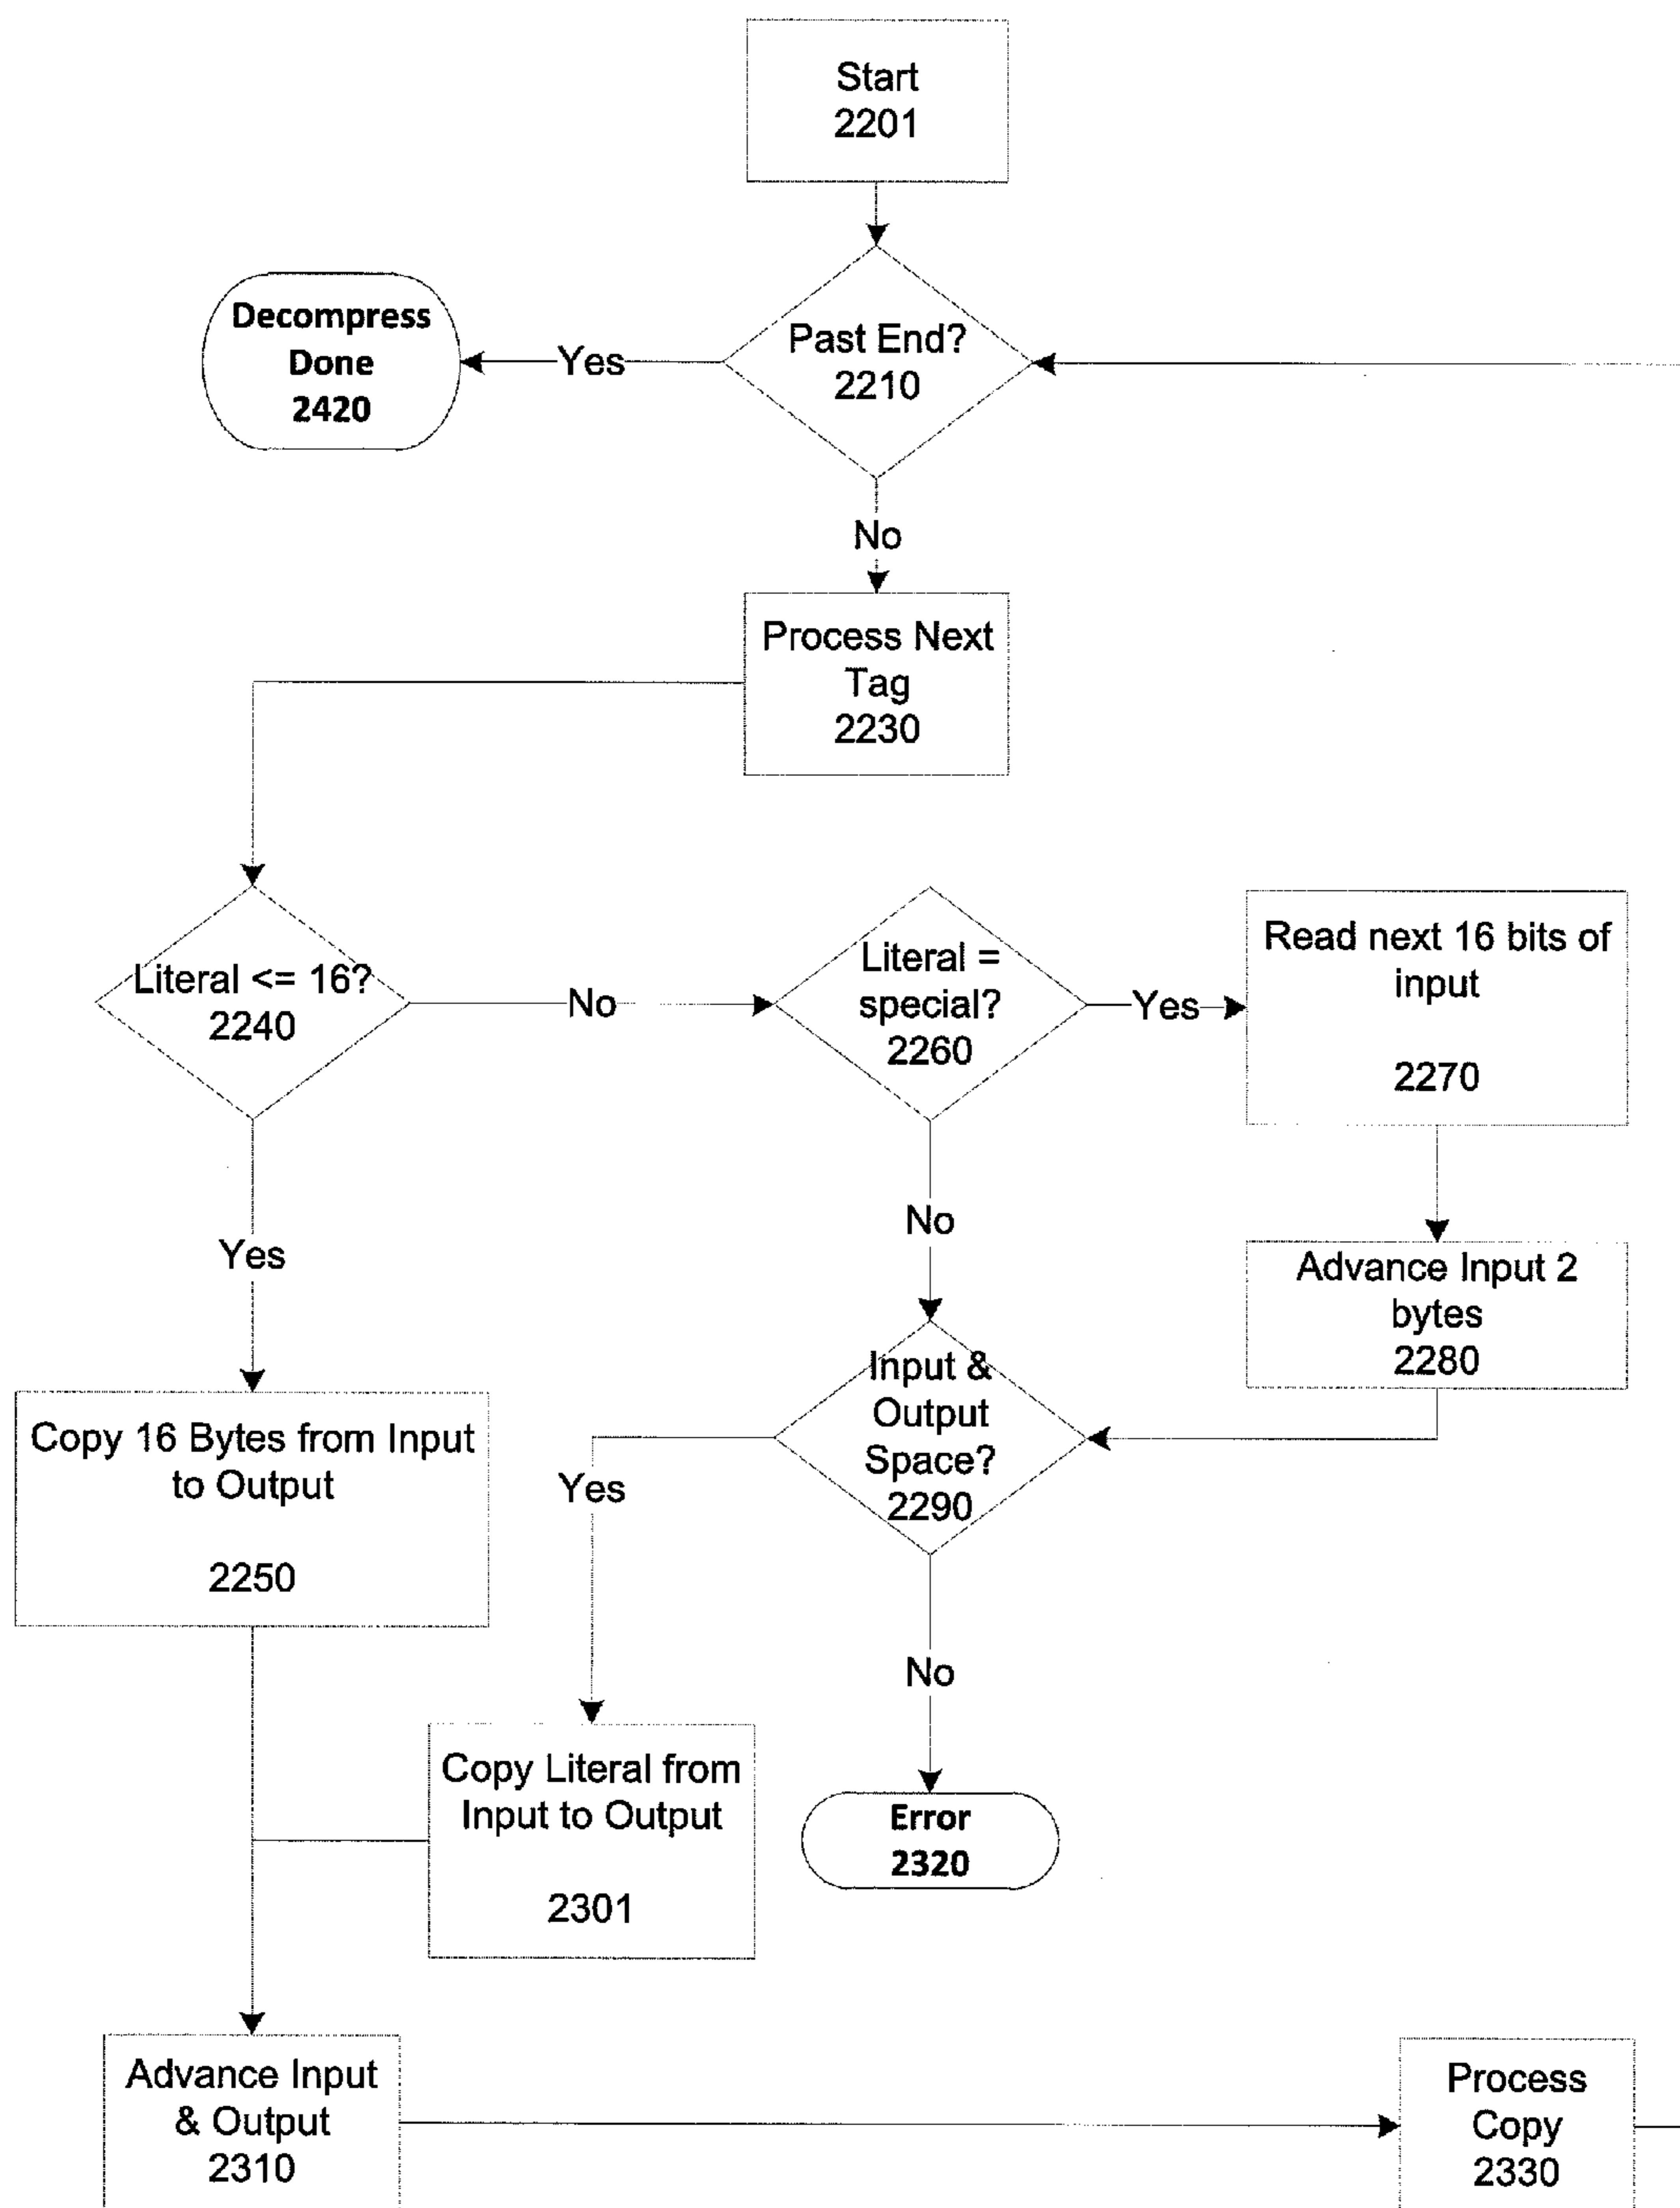 Start
2201
Decompress
Done
2420
Yes
Past End?
2210
No
Process Next
Tag
2230
Literal <= 16?
2240
No
Literal =
special?
2260
Yes
Read next 16 bits of
input
2270
Yes
No
Advance Input 2
bytes
2280
Copy 16 Bytes from Input
to Output
2250
Yes
Input &
Output
Space?
2290
No
Copy Literal from
Input to Output
2301
Error
2320
Advance Input
& Output
2310
Process
Copy
2330